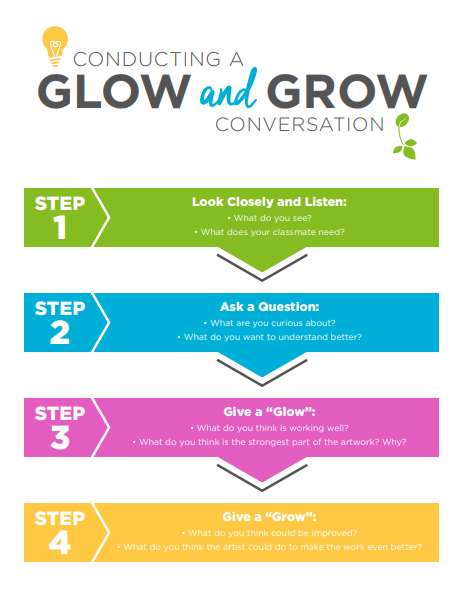 CONDUCTING A
GLOW and GROW
CONVERSATION
STEP
1
Look Closely and Listen:
• What do you see?
• What does your classmate need?
STEP
2
Ask a Question:
• What are you curious about?
• What do you want to understand better?
STEP
3
Give a “Glow”:
• What do you think is working well?
• What do you think is the strongest part of the artwork? Why?
STEP
4
Give a “Grow”:
• What do you think could be improved?
• What do you think the artist could do to make the work even better?